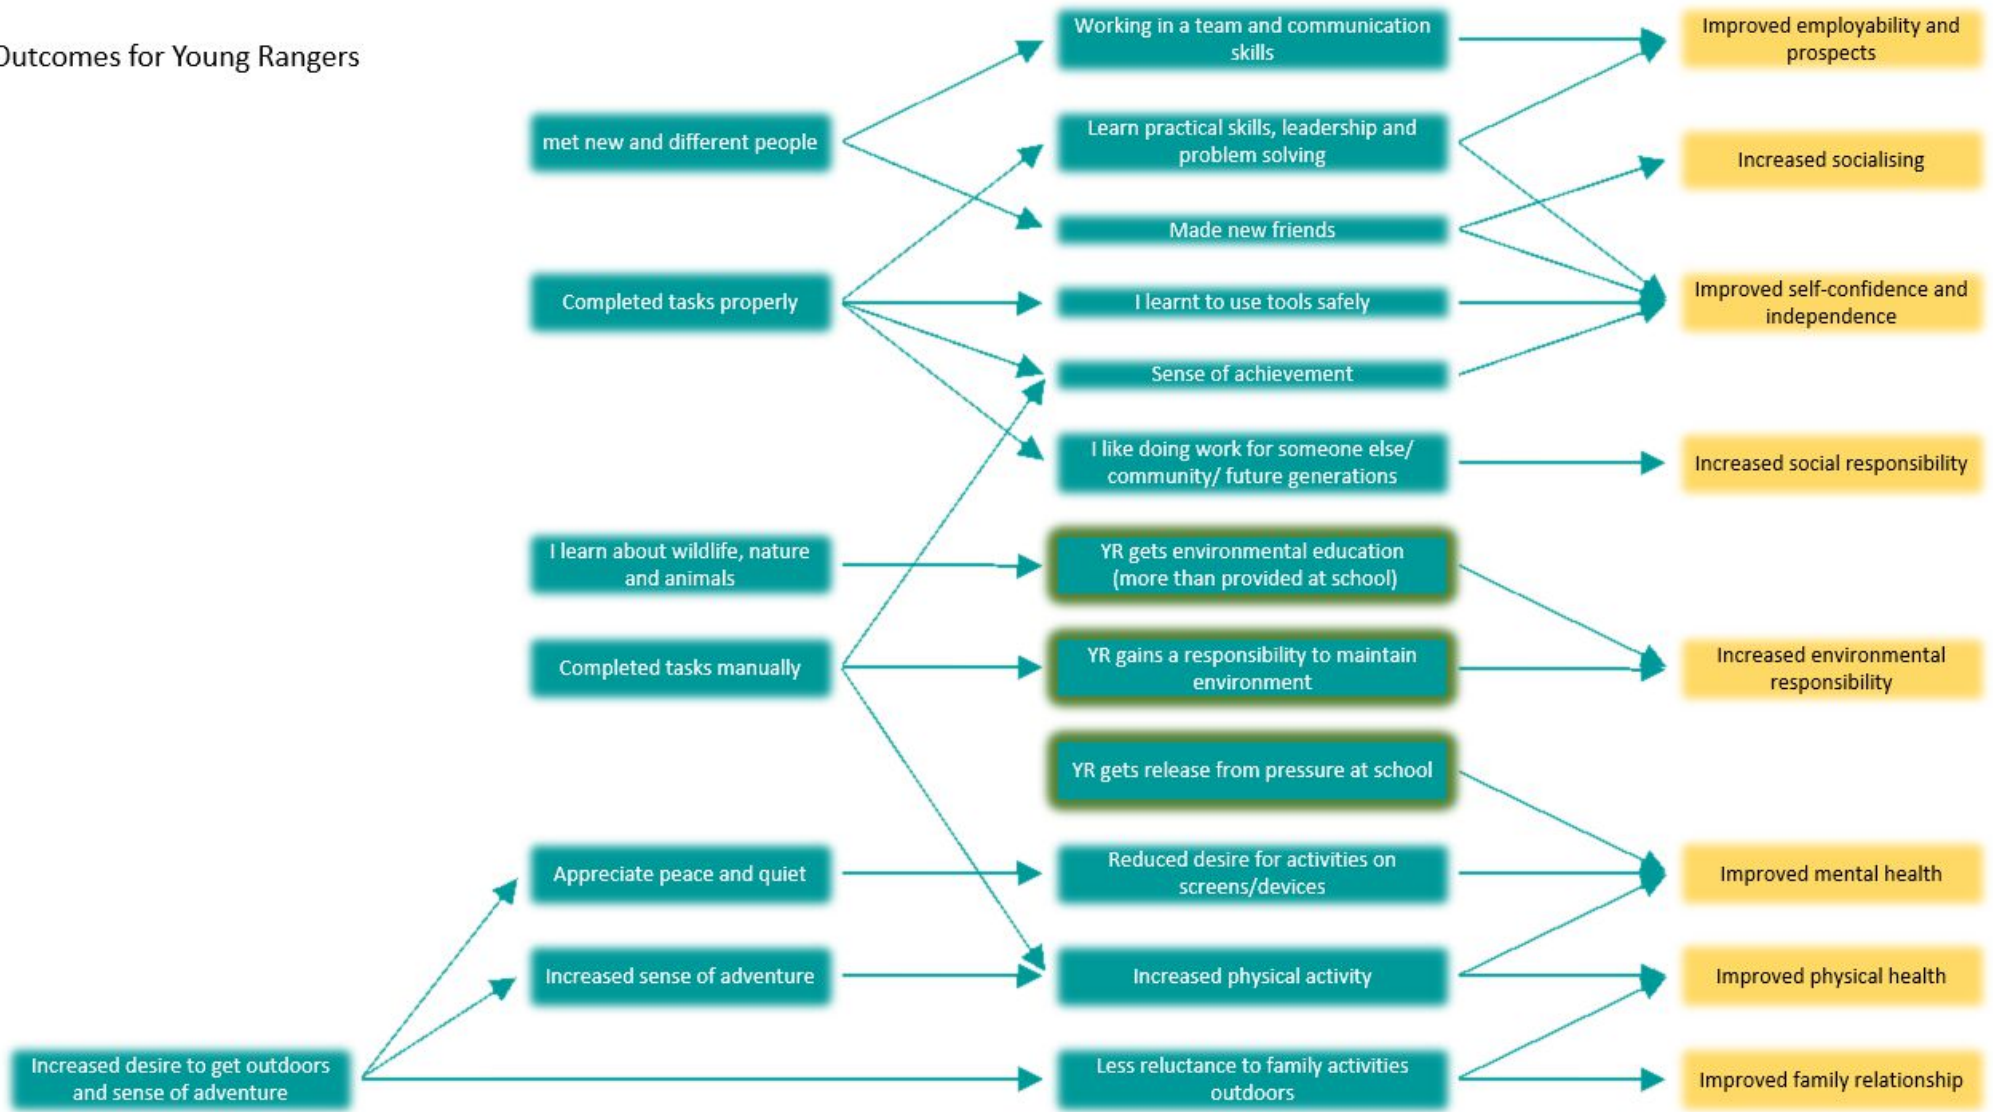 Outcomes for Young Rangers
Working in a team and communication
skills
Improved employability and
prospects
met new and different people
Learn practical skills, leadership and
problem solving
Increased socialising
Made new friends
Completed tasks properly
I learnt to use tools safely
Improved self-confidence and
independence
Sense of achievement
I like doing work for someone else/
community/ future generations
Increased social responsibility
I learn about wildlife, nature
and animals
YR gets environmental education
(more than provided at school)
Completed tasks manually
YR gains a responsibility to maintain
environment
Increased environmental
responsibility
YR gets release from pressure at school
Appreciate peace and quiet
Reduced desire for activities on
screens/devices
Improved mental health
Increased sense of adventure
Increased physical activity
Improved physical health
Increased desire to get outdoors
and sense of adventure
Less reluctance to family activities
outdoors
Improved family relationship